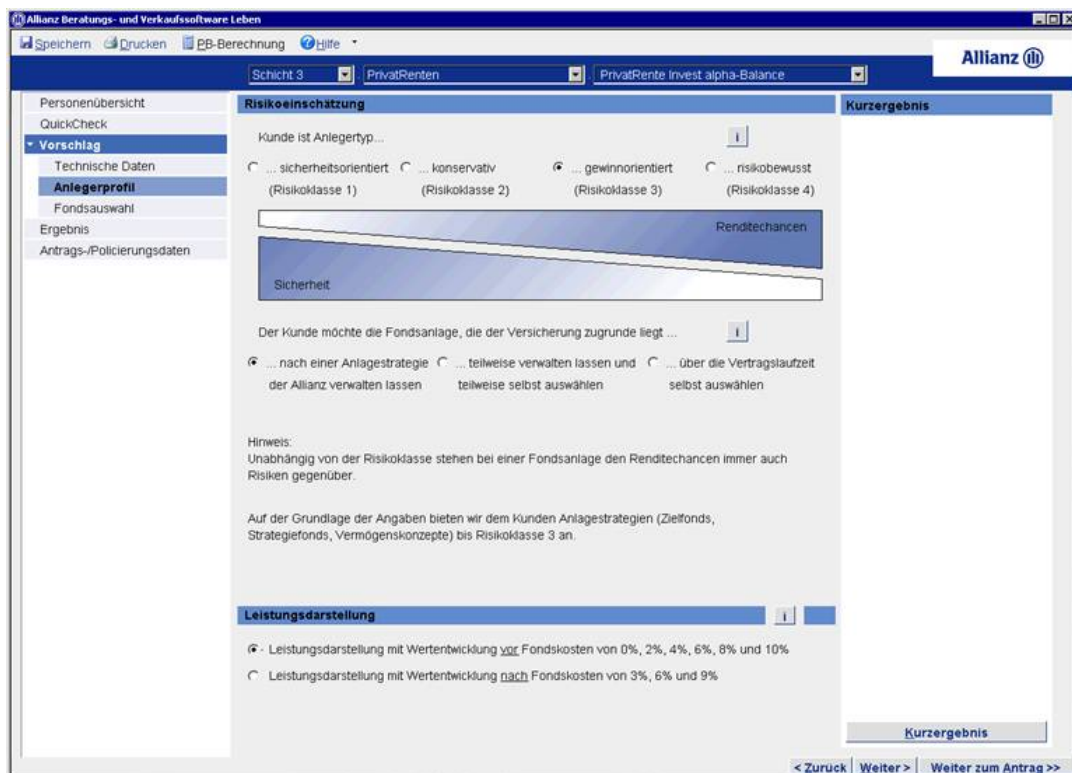 Allianz Beratungs- und Verkaufssoftware Leben
Speichern Drucken PB-Berechnung Hilfe
Allianz
Schicht 3 PrivatRenten PrivatRente Invest alpha-Balance
Personenübersicht
QuickCheck
Vorschlag
Technische Daten
Anlegerprofil
Fondsauswahl
Ergebnis
Antrags-/Policierungsdaten
Risikoeinschätzung
Kunde ist Anlegertyp... i
... sicherheitsorientiert ... konservativ ... gewinnorientiert ... risikobewusst
(Risikoklasse 1) (Risikoklasse 2) (Risikoklasse 3) (Risikoklasse 4)
Renditechancen
Sicherheit
Der Kunde möchte die Fondsanlage, die der Versicherung zugrunde liegt ... i
... nach einer Anlagestrategie ... teilweise verwalten lassen und ... über die Vertragslaufzeit
der Allianz verwalten lassen teilweise selbst auswählen selbst auswählen
Hinweis:
Unabhängig von der Risikoklasse stehen bei einer Fondsanlage den Renditechancen immer auch
Risiken gegenüber.
Auf der Grundlage der Angaben bieten wir dem Kunden Anlagestrategien (Zielfonds,
Strategiefonds, Vermögenskonzepte) bis Risikoklasse 3 an.
Leistungsdarstellung i
Leistungsdarstellung mit Wertentwicklung vor Fondskosten von 0%, 2%, 4%, 6%, 8% und 10%
Leistungsdarstellung mit Wertentwicklung nach Fondskosten von 3%, 6% und 9%
Kurzergebnis
Kurzergebnis
< Zurück Weiter > Weiter zum Antrag >>